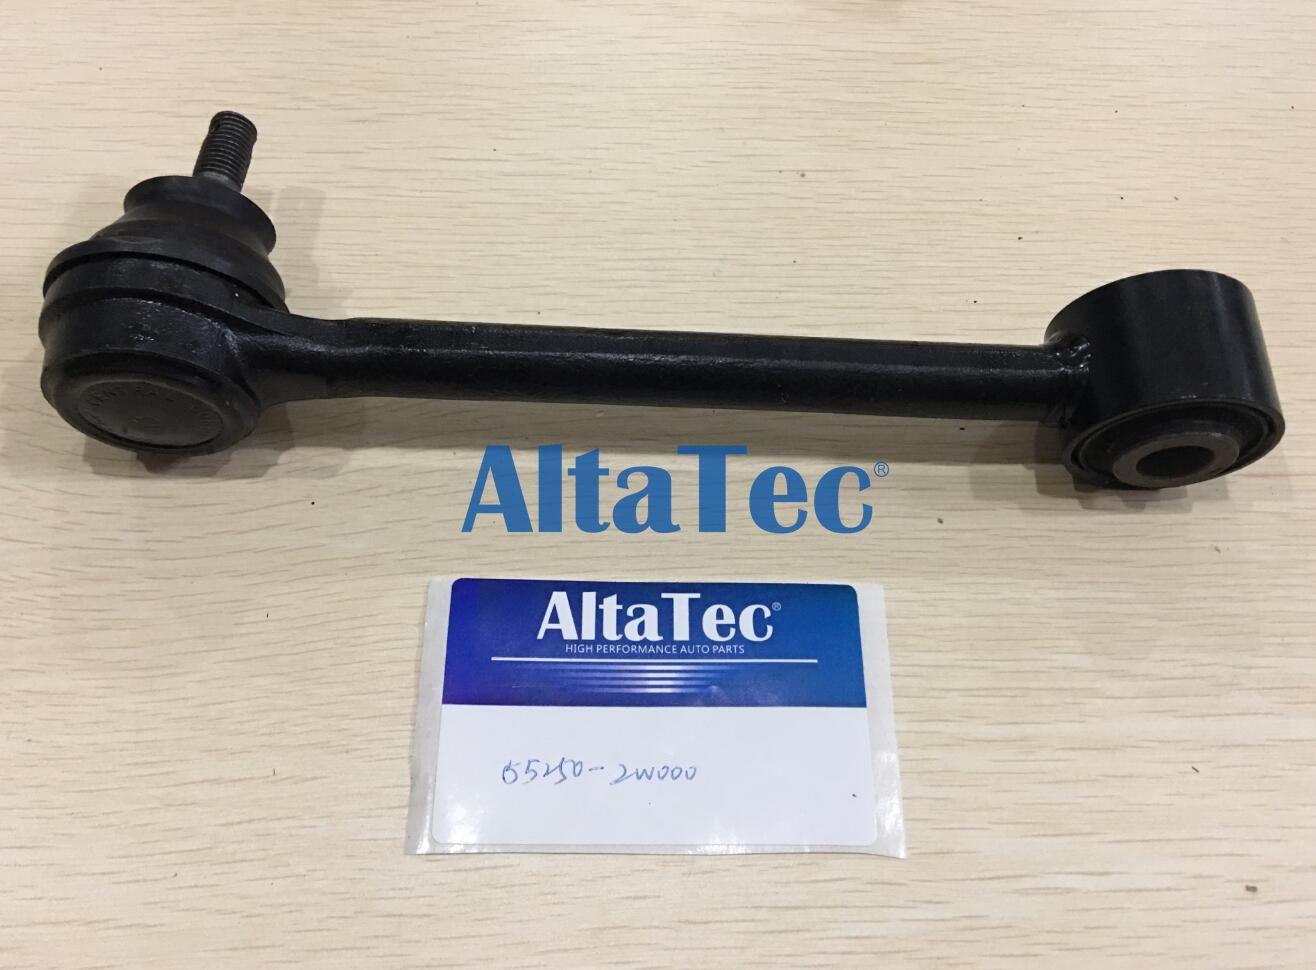 AltaTec®
AltaTec®
HIGH PERFORMANCE AUTO PARTS
55250-2W000